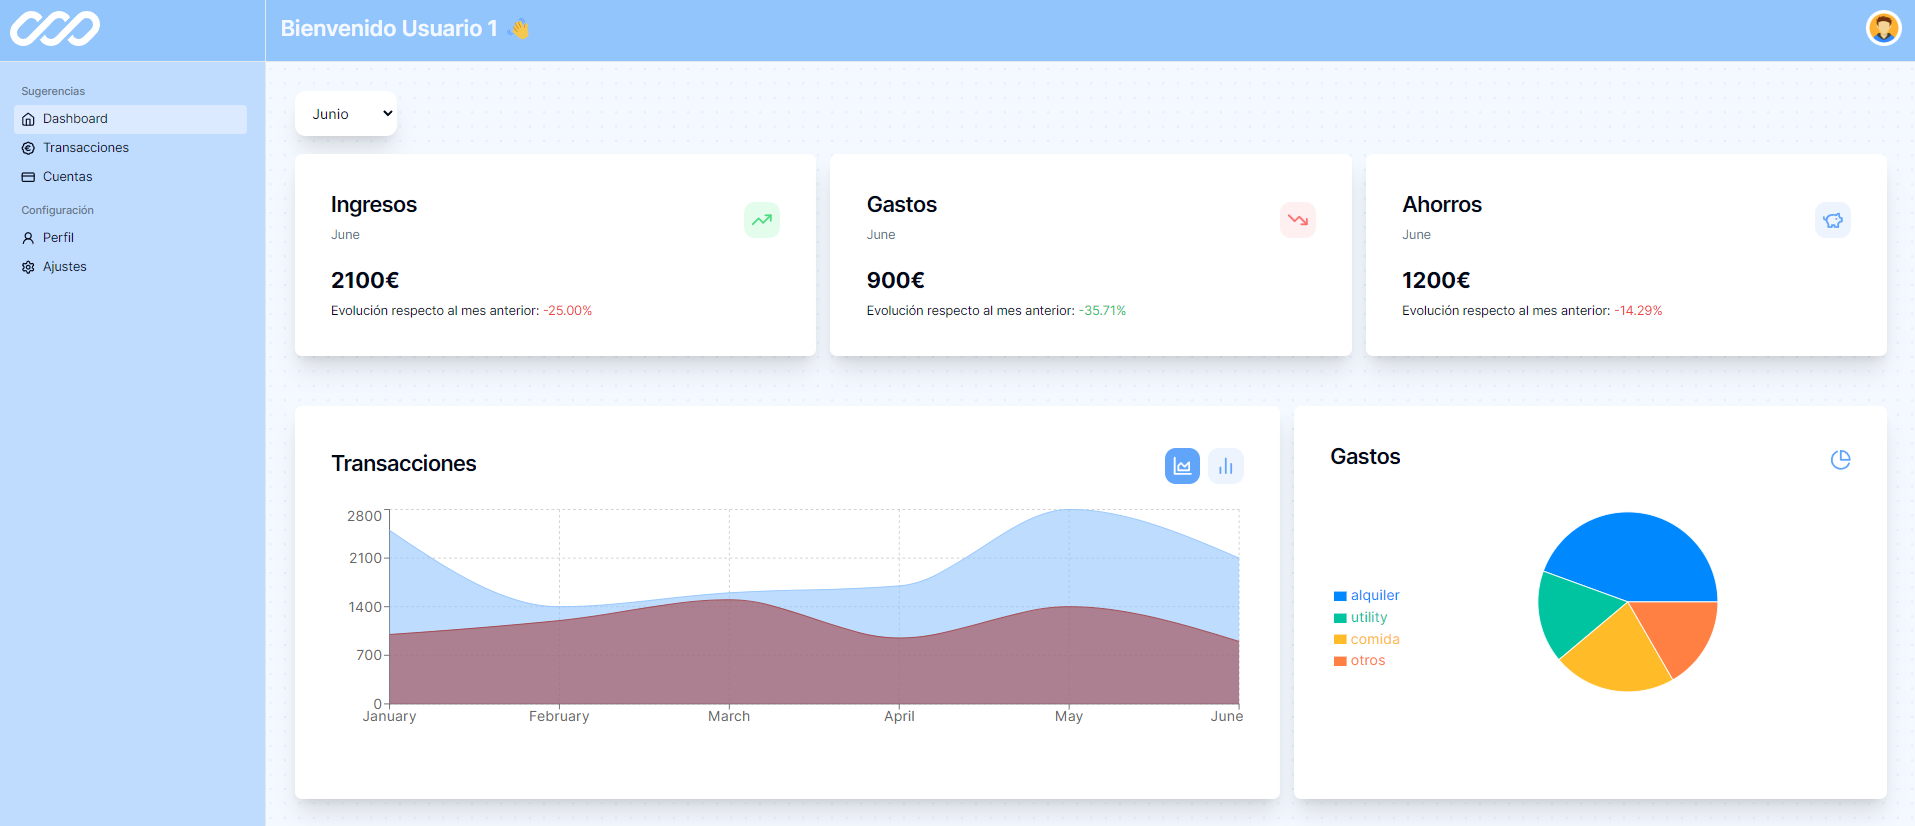 Bienvenido Usuario 1 👋
Sugerencias
Dashboard
Transacciones
Cuentas
Configuración
Perfil
Ajustes
Junio
Ingresos
June
2100€
Evolución respecto al mes anterior: -25.00%
Gastos
June
900€
Evolución respecto al mes anterior: -35.71%
Ahorros
June
1200€
Evolución respecto al mes anterior: -14.29%
Transacciones
2800
2100
1400
700
0
January February March April May June
Gastos
alquiler
utility
comida
otros